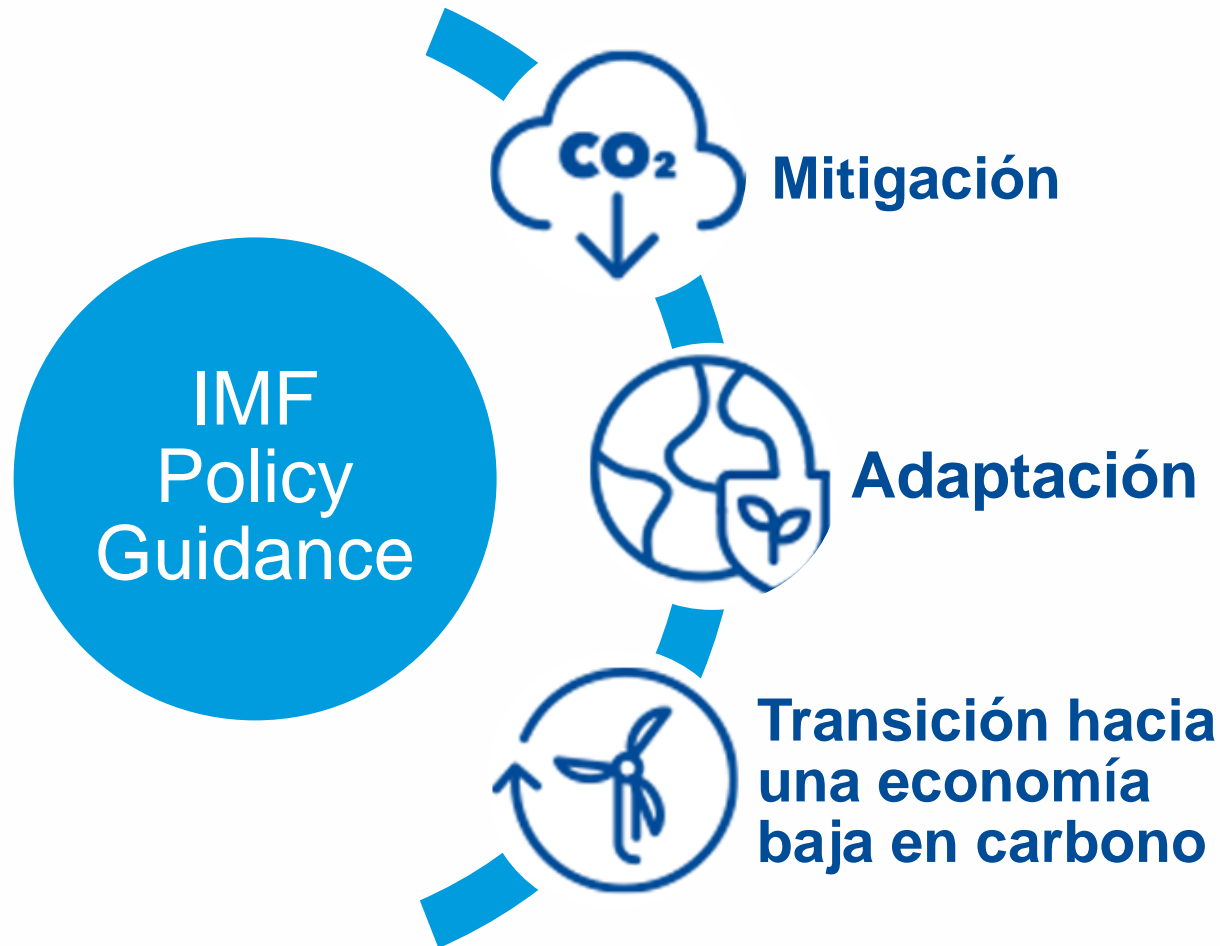 IMF
Policy
Guidance
CO₂
Mitigación
Adaptación
Transición hacia
una economía
baja en carbono